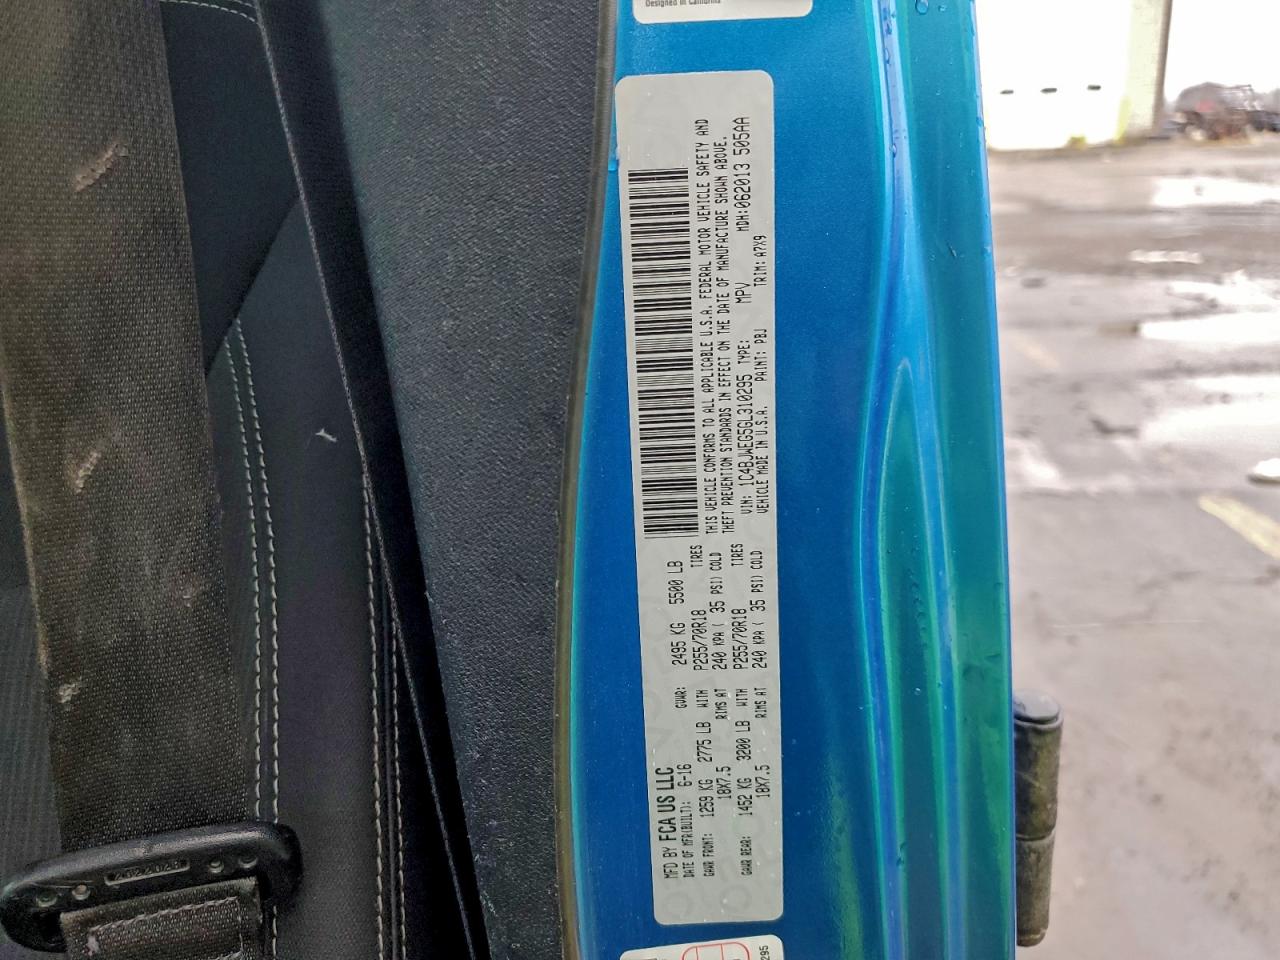 Designed in California
MFD BY FCA US LLC
DATE OF MFR(BUILT): 6-16 GVWR: 2495 KG 5500 LB
GAWR FRONT: 1259 KG 2775 LB WITH P255/70R18 TIRES
18X7.5 RIMS AT 240 KPA ( 35 PSI) COLD
GAWR REAR: 1452 KG 3200 LB WITH P255/70R18 TIRES
18X7.5 RIMS AT 240 KPA ( 35 PSI) COLD
THIS VEHICLE CONFORMS TO ALL APPLICABLE U.S.A. FEDERAL MOTOR VEHICLE SAFETY AND
THEFT PREVENTION STANDARDS IN EFFECT ON THE DATE OF MANUFACTURE SHOWN ABOVE.
VIN: 1C4BJWEG5GL310295 TYPE: MPV MDH:062013 505AA
VEHICLE MADE IN U.S.A. PAINT: PBJ TRIM: A7X9
295